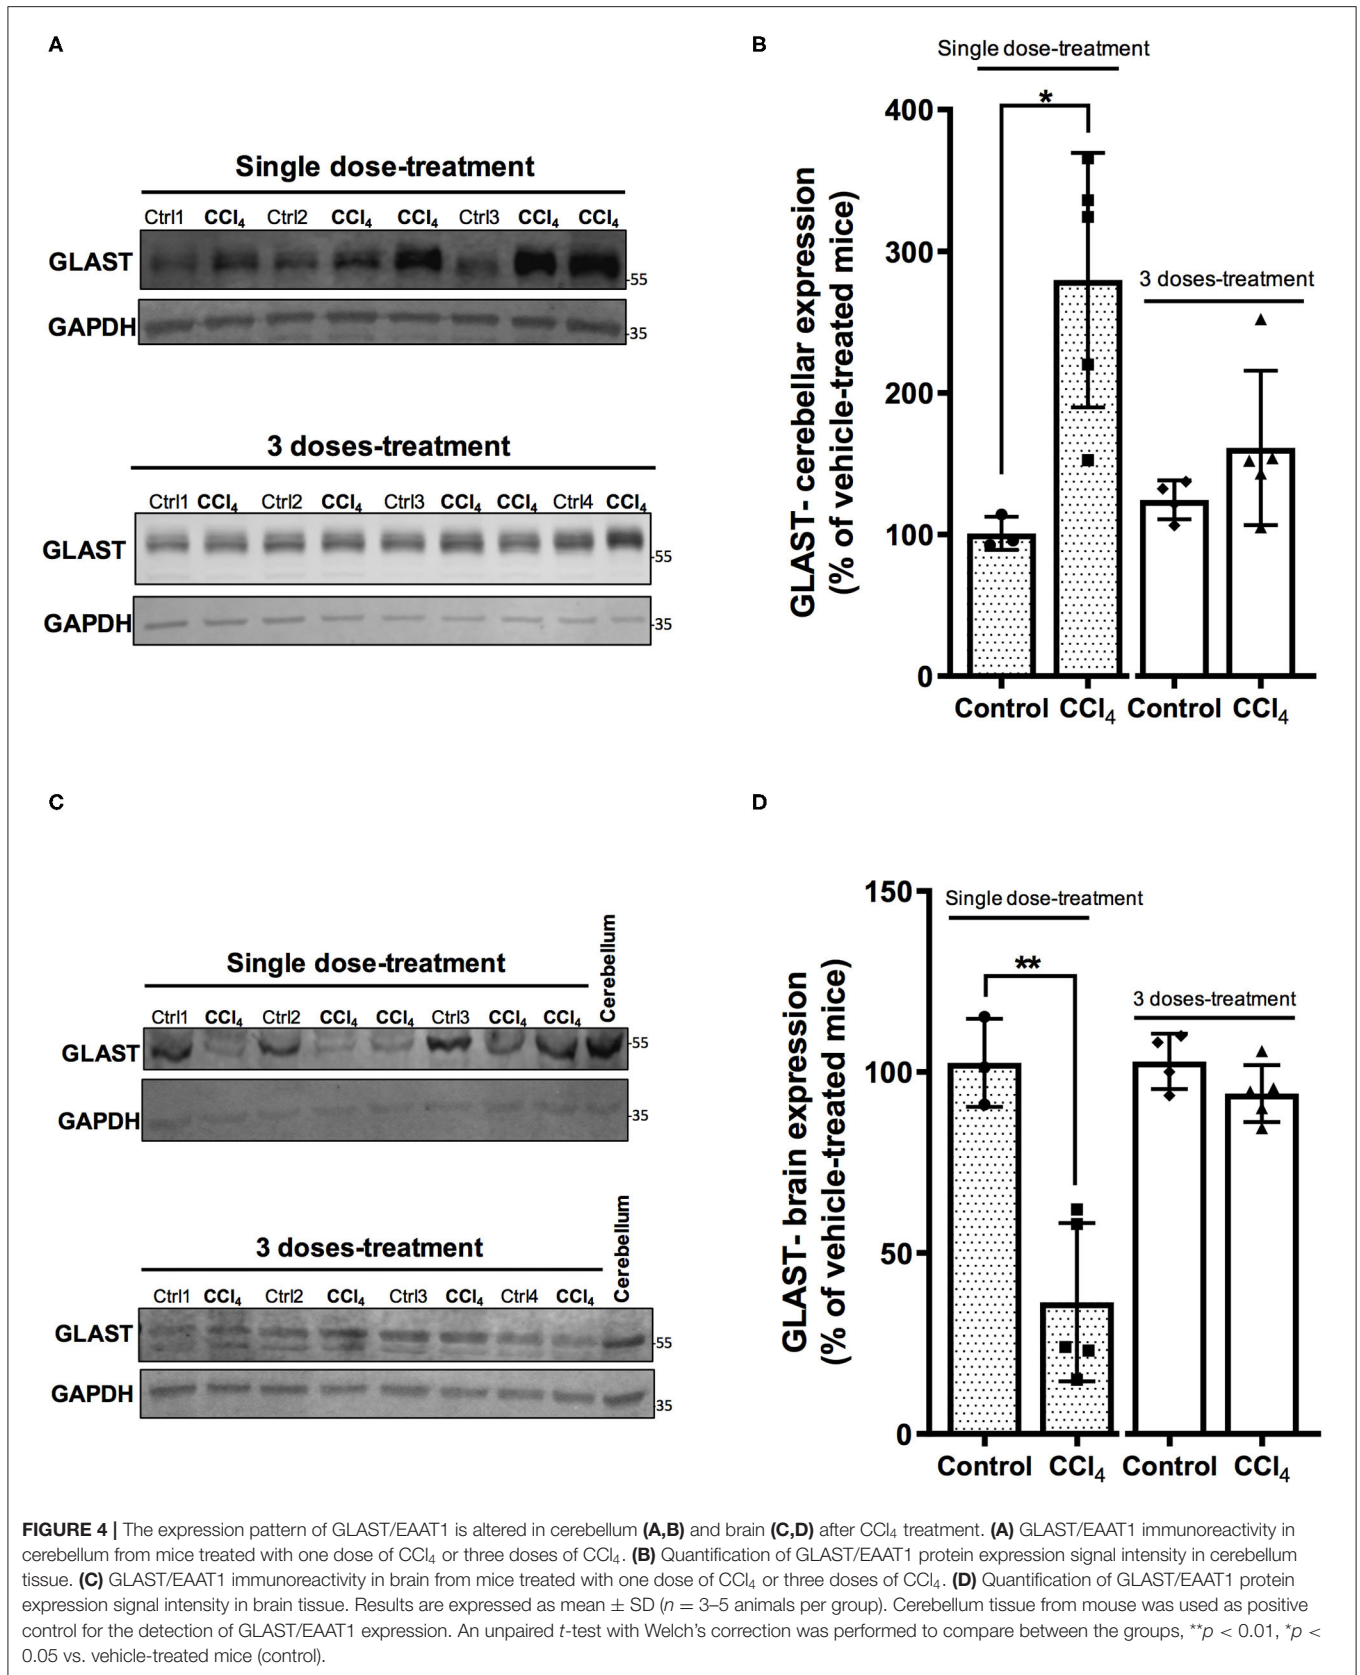 A
Single dose-treatment
Ctrl1 CCl4 Ctrl2 CCl4 CCl4 Ctrl3 CCl4 CCl4
GLAST
-55
GAPDH
-35
3 doses-treatment
Ctrl1 CCl4 Ctrl2 CCl4 Ctrl3 CCl4 CCl4 Ctrl4 CCl4
GLAST
-55
GAPDH
-35
B
Single dose-treatment
*
3 doses-treatment
GLAST- cerebellar expression
(% of vehicle-treated mice)
400
300
200
100
0
Control CCl4 Control CCl4
C
Single dose-treatment
Cerebellum
Ctrl1 CCl4 Ctrl2 CCl4 CCl4 Ctrl3 CCl4 CCl4
GLAST
-55
GAPDH
-35
3 doses-treatment
Cerebellum
Ctrl1 CCl4 Ctrl2 CCl4 Ctrl3 CCl4 Ctrl4 CCl4
GLAST
-55
GAPDH
-35
D
Single dose-treatment
**
3 doses-treatment
GLAST- brain expression
(% of vehicle-treated mice)
150
100
50
0
Control CCl4 Control CCl4
FIGURE 4 | The expression pattern of GLAST/EAAT1 is altered in cerebellum (A,B) and brain (C,D) after CCl4 treatment. (A) GLAST/EAAT1 immunoreactivity in
cerebellum from mice treated with one dose of CCl4 or three doses of CCl4. (B) Quantification of GLAST/EAAT1 protein expression signal intensity in cerebellum
tissue. (C) GLAST/EAAT1 immunoreactivity in brain from mice treated with one dose of CCl4 or three doses of CCl4. (D) Quantification of GLAST/EAAT1 protein
expression signal intensity in brain tissue. Results are expressed as mean ± SD (n = 3–5 animals per group). Cerebellum tissue from mouse was used as positive
control for the detection of GLAST/EAAT1 expression. An unpaired t-test with Welch's correction was performed to compare between the groups, **p < 0.01, *p <
0.05 vs. vehicle-treated mice (control).